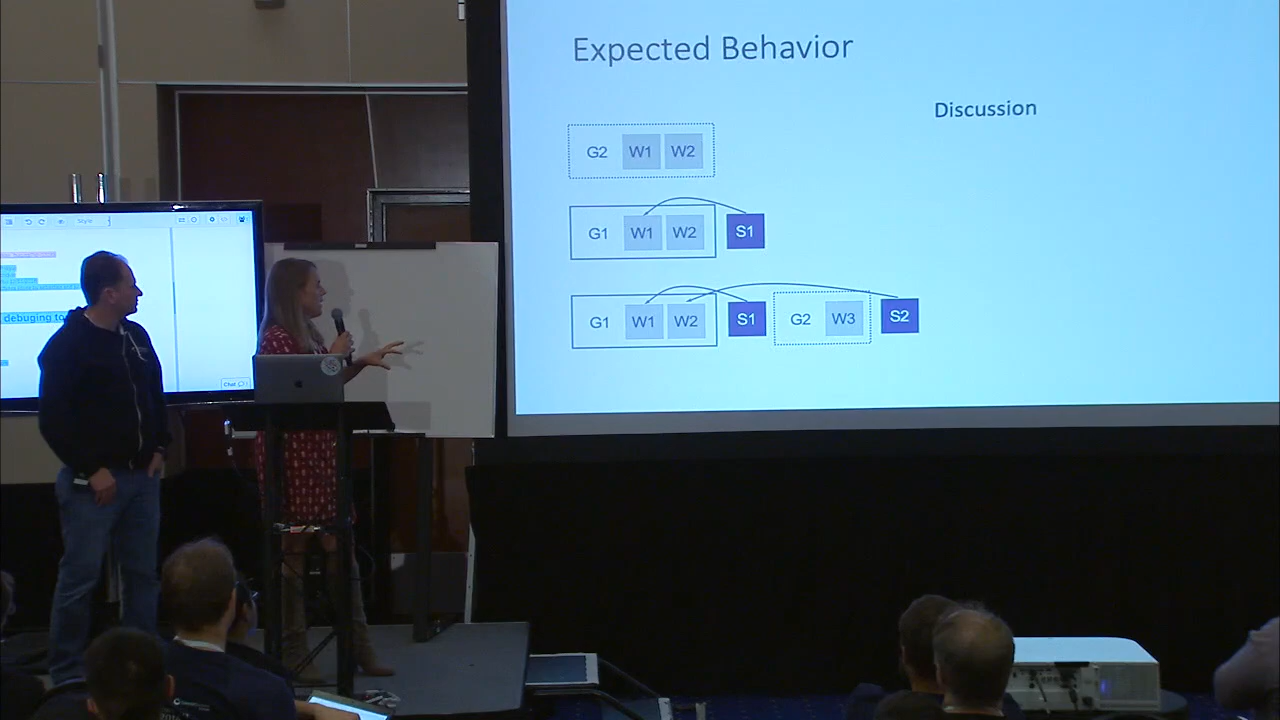 Expected Behavior
Discussion
G2 W1 W2
G1 W1 W2 S1
G1 W1 W2 S1 G2 W3 S2
Style
debuging to
Chat